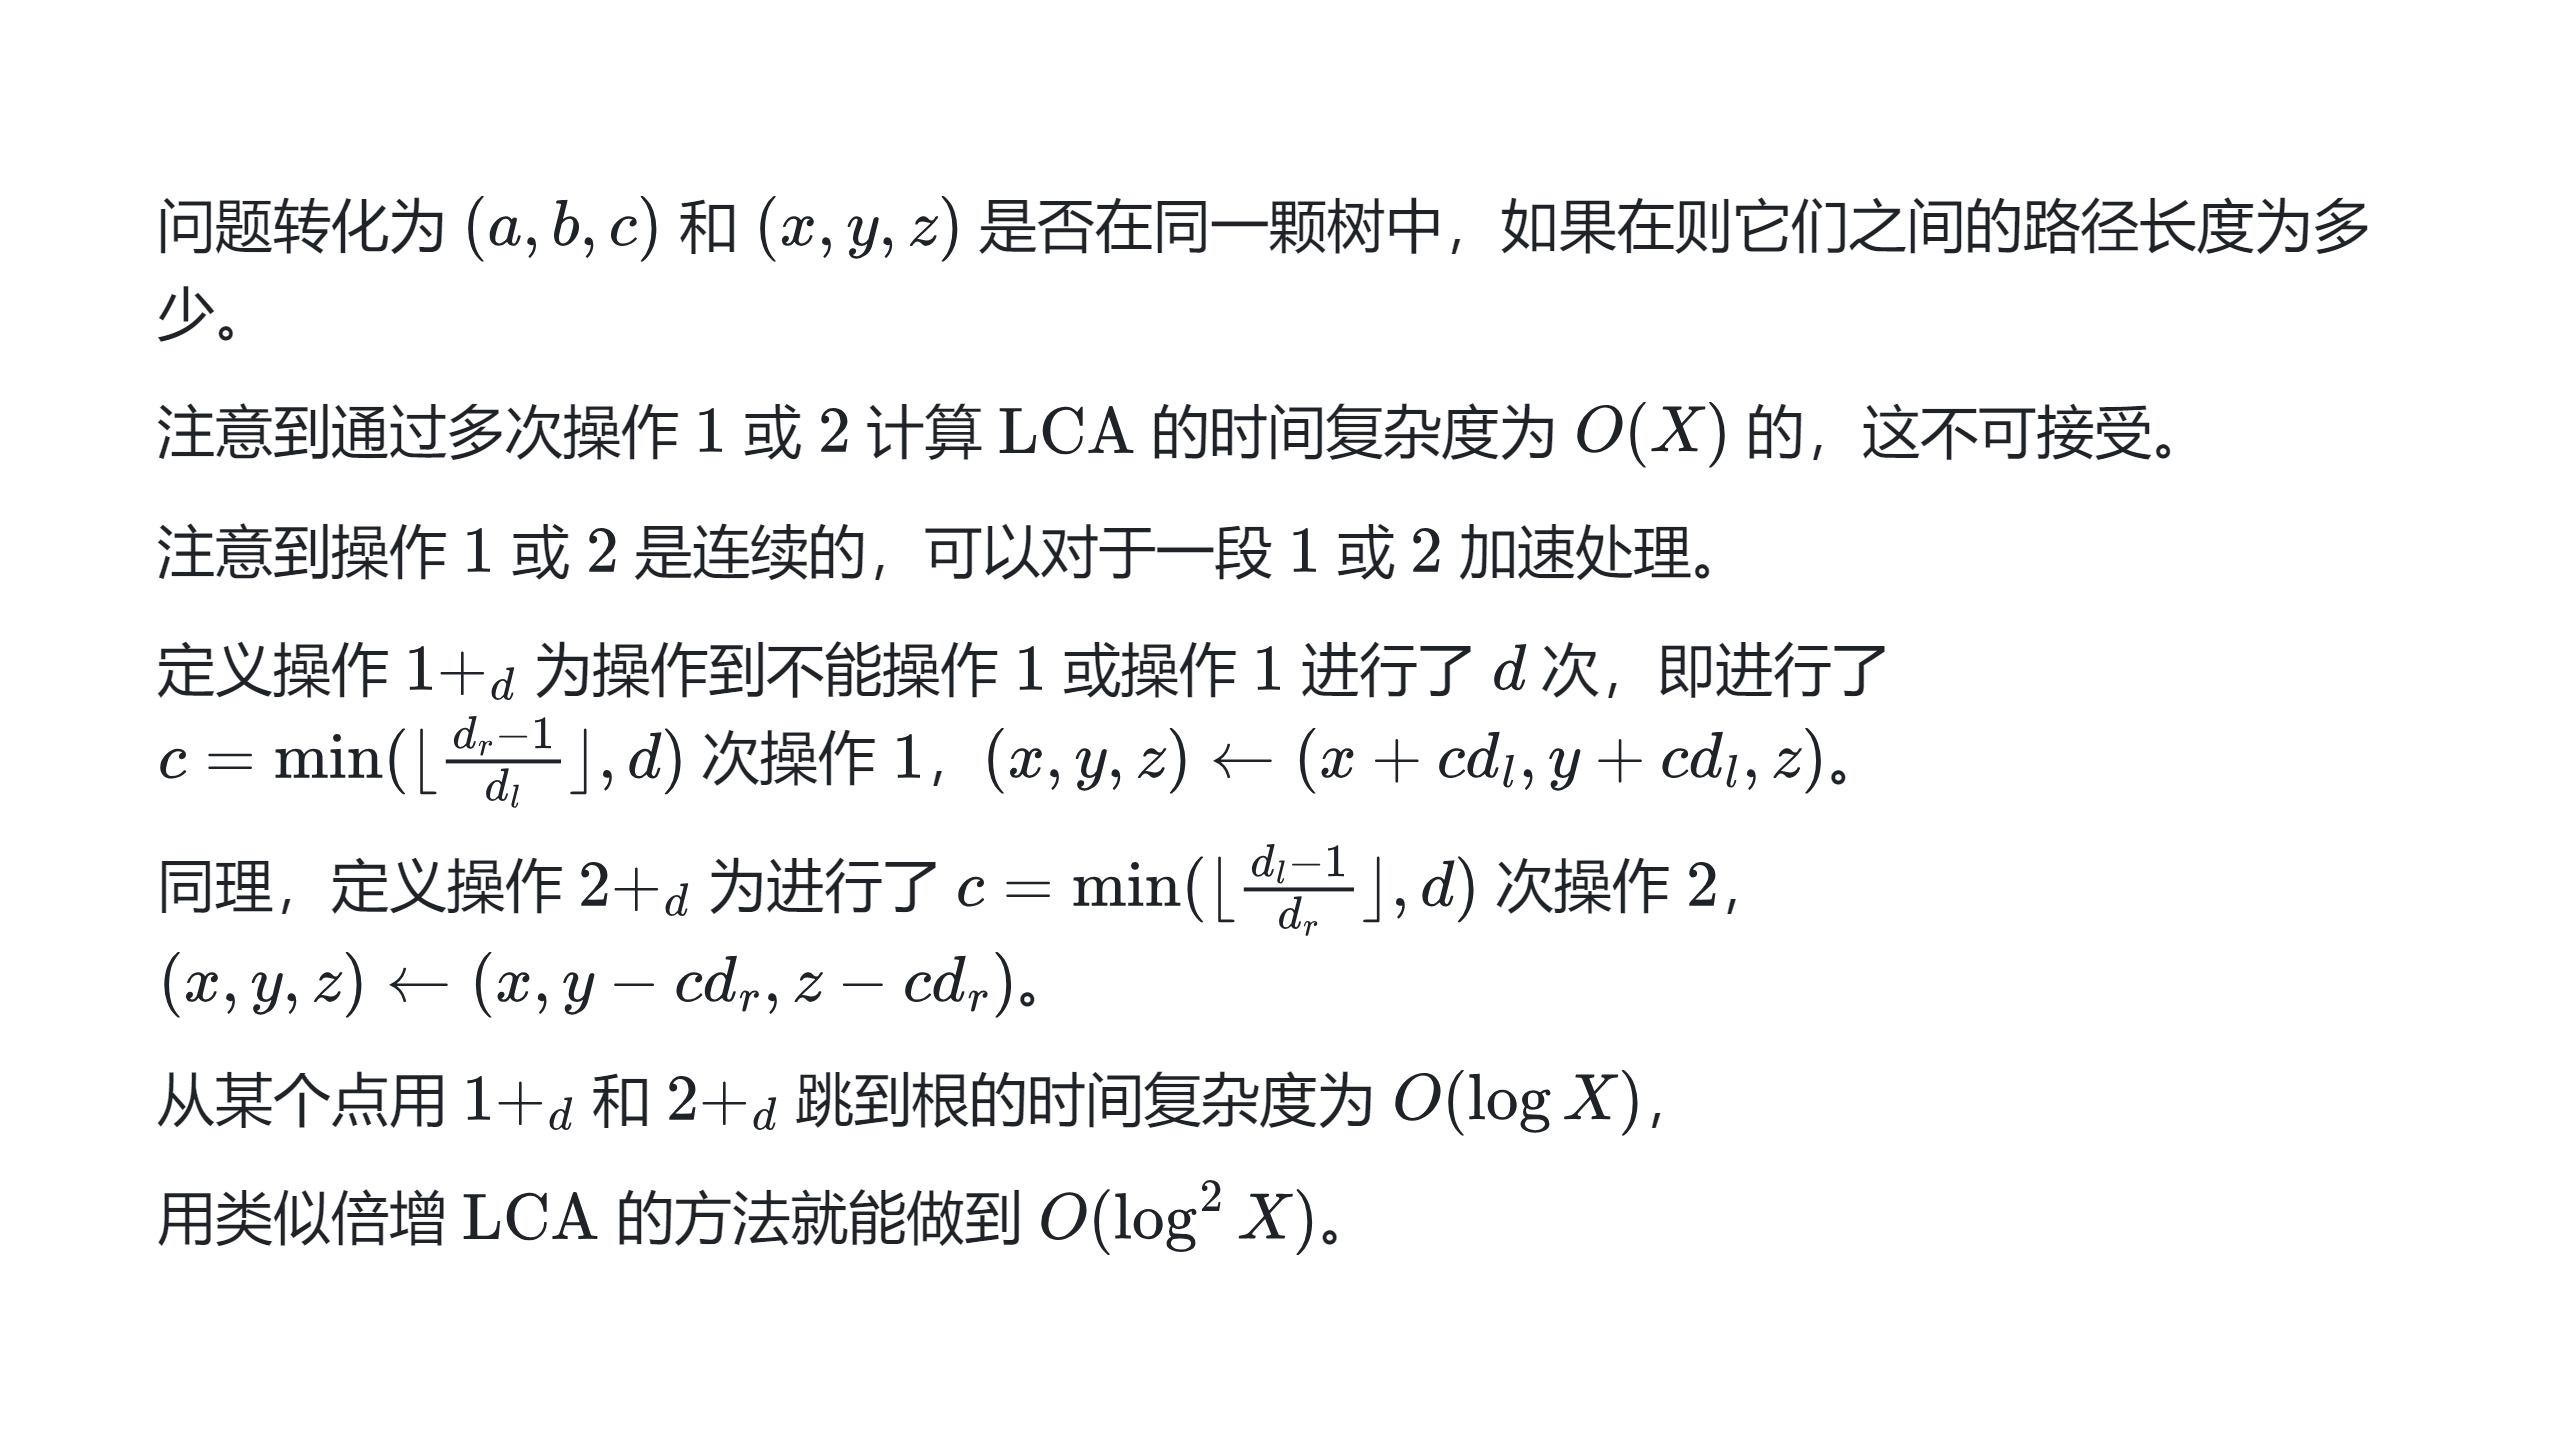 问题转化为 $(a, b, c)$ 和 $(x, y, z)$ 是否在同一颗树中，如果在则它们之间的路径长度为多
少。
注意到通过多次操作 1 或 2 计算 LCA 的时间复杂度为 $O(X)$ 的，这不可接受。
注意到操作 1 或 2 是连续的，可以对于一段 1 或 2 加速处理。
定义操作 $1+_d$ 为操作到不能操作 1 或操作 1 进行了 $d$ 次，即进行了
$c = \min(\lfloor \frac{d_r-1}{d_l} \rfloor, d)$ 次操作 1，$(x, y, z) \leftarrow (x + cd_l, y + cd_l, z)$。
同理，定义操作 $2+_d$ 为进行了 $c = \min(\lfloor \frac{d_l-1}{d_r} \rfloor, d)$ 次操作 2，
$(x, y, z) \leftarrow (x, y - cd_r, z - cd_r)$。
从某个点用 $1+_d$ 和 $2+_d$ 跳到根的时间复杂度为 $O(\log X)$，
用类似倍增 LCA 的方法就能做到 $O(\log^2 X)$。